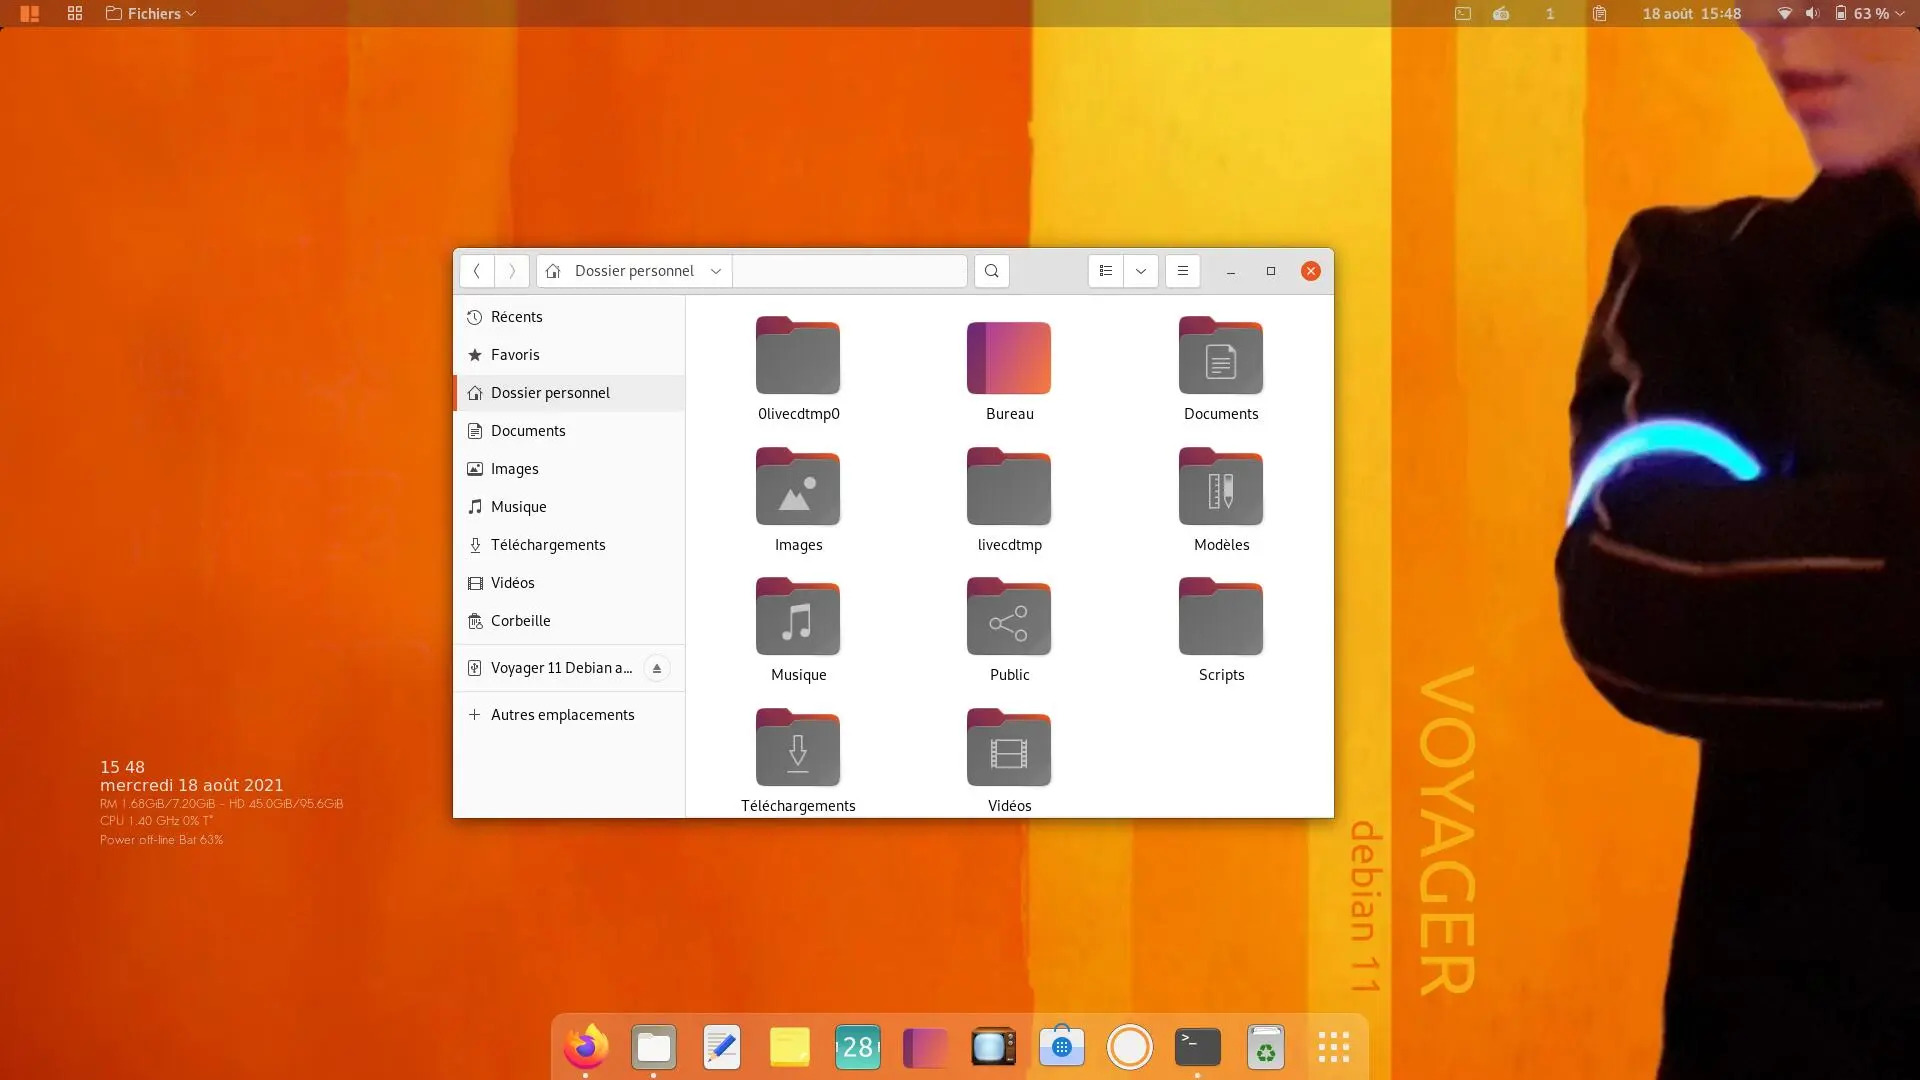 Fichiers
1
18 août 15:48
63 %
Dossier personnel
Récents
Favoris
Dossier personnel
Documents
Images
Musique
Téléchargements
Vidéos
Corbeille
Voyager 11 Debian a...
Autres emplacements
0livecdtmp0
Bureau
Documents
Images
livecdtmp
Modèles
Musique
Public
Scripts
Téléchargements
Vidéos
15 48
mercredi 18 août 2021
RM 1.68GiB/7.20GiB - HD 45.0GiB/95.6GiB
CPU 1.40 GHz 0% T°
Power off-line Bat 63%
debian 11
VOYAGER
28
>_